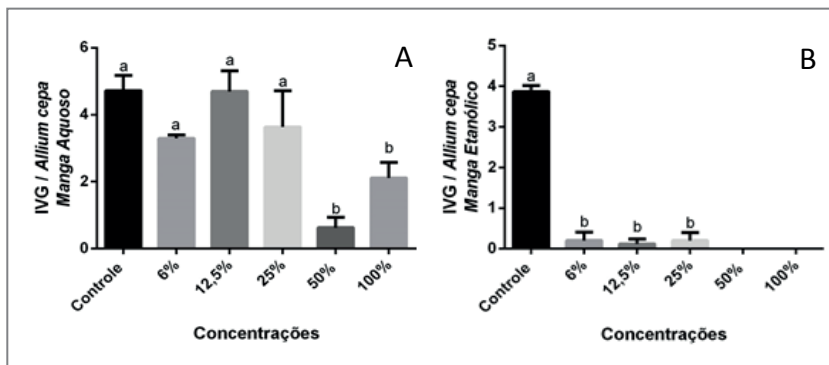 A
IVG / Allium cepa
Manga Aquoso
6
4
2
0
a
a
a
a
b
b
Controle
6%
12,5%
25%
50%
100%
Concentrações
B
IVG / Allium cepa
Manga Etanólico
5
4
3
2
1
0
a
b
b
b
Controle
6%
12,5%
25%
50%
100%
Concentrações